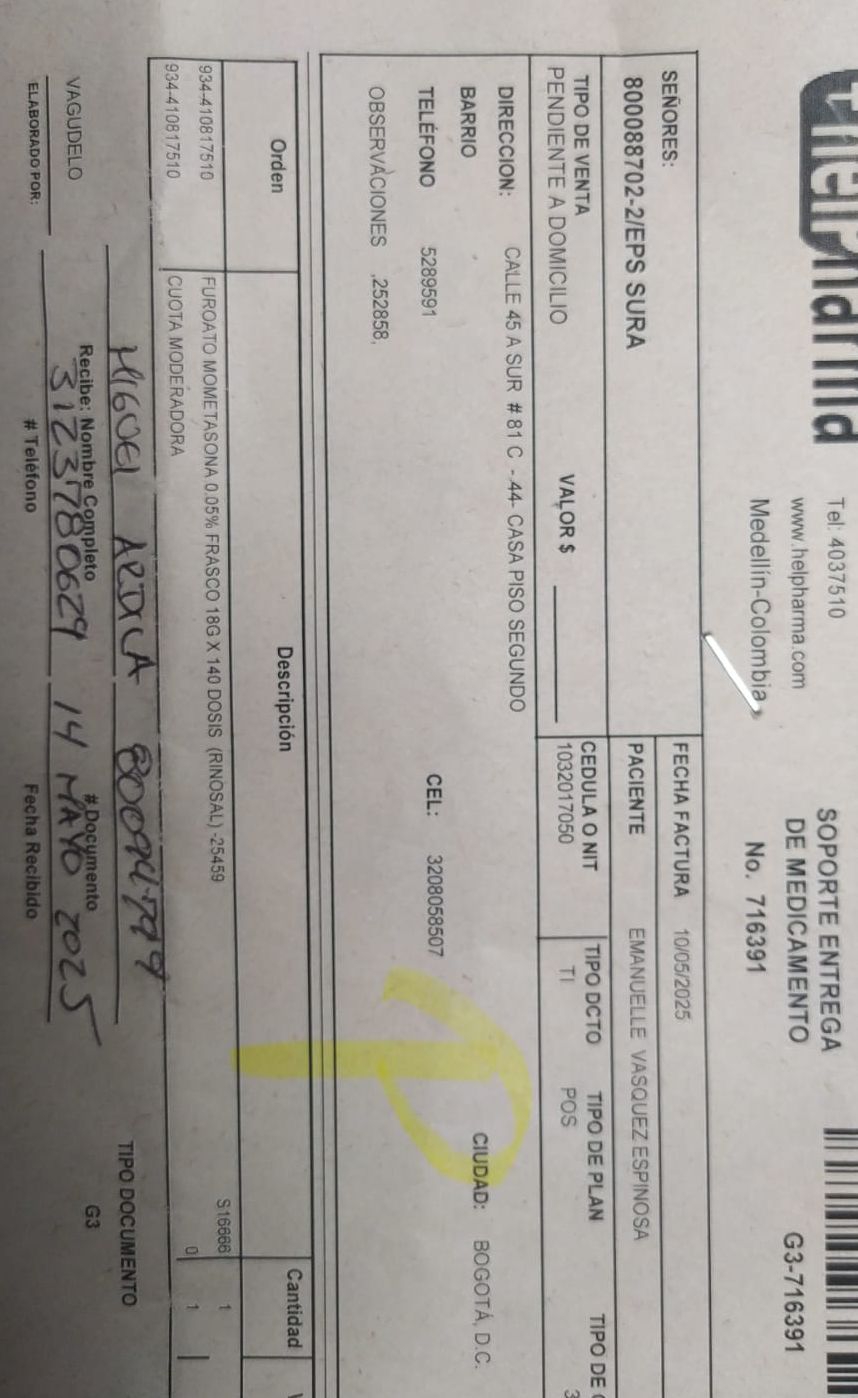 helpharma
Tel: 4037510
www.helpharma.com
Medellín-Colombia
SOPORTE ENTREGA
DE MEDICAMENTO
No. 716391
G3-716391
SEÑORES:
800088702-2/EPS SURA
FECHA FACTURA 10/05/2025
PACIENTE EMANUELLE VASQUEZ ESPINOSA
TIPO DE VENTA VALOR $ CEDULA O NIT TIPO DCTO TIPO DE PLAN TIPO DE
PENDIENTE A DOMICILIO 1032017050 TI POS 3
DIRECCION: CALLE 45 A SUR # 81 C - 44- CASA PISO SEGUNDO
BARRIO CIUDAD: BOGOTÁ, D.C.
TELÉFONO 5289591 CEL: 3208058507
OBSERVACIONES .252858.
Orden Descripción Cantidad
934-410817510 FUROATO MOMETASONA 0.05% FRASCO 18G X 140 DOSIS (RINOSAL) -25459 S16666 1
934-410817510 CUOTA MODERADORA 0 1
MIGUEl ARDILA
Recibe: Nombre Completo # Documento
TIPO DOCUMENTO
G3
VAGUDELO 3123780629 14 MAYO 2025
ELABORADO POR: # Teléfono Fecha Recibido